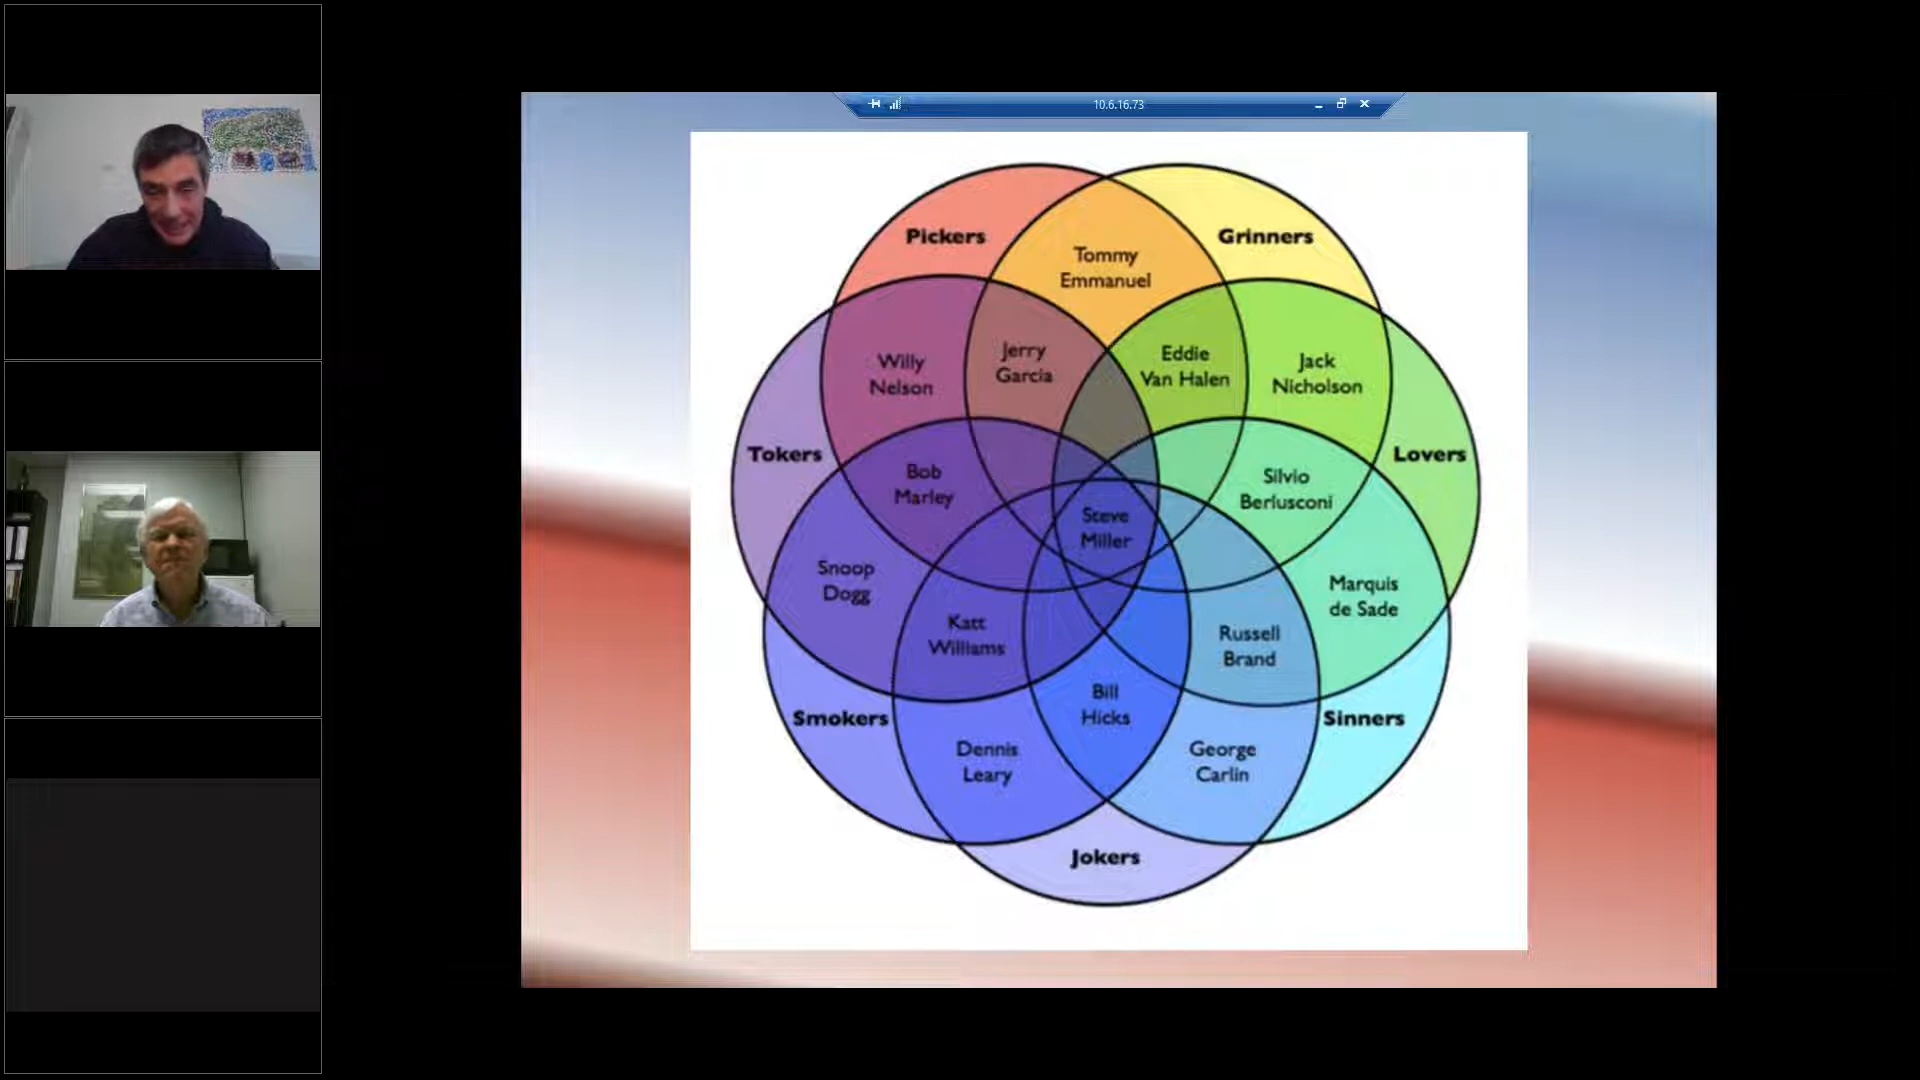 10.6.16.73
Pickers
Grinners
Tommy
Emmanuel
Willy
Nelson
Jerry
Garcia
Eddie
Van Halen
Jack
Nicholson
Tokers
Lovers
Bob
Marley
Silvio
Berlusconi
Steve
Miller
Snoop
Dogg
Marquis
de Sade
Katt
Williams
Russell
Brand
Bill
Hicks
Smokers
Sinners
Dennis
Leary
George
Carlin
Jokers